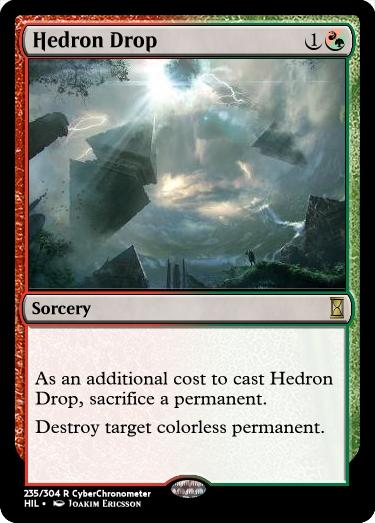 Hedron Drop 1
Sorcery
As an additional cost to cast Hedron
Drop, sacrifice a permanent.
Destroy target colorless permanent.
235/304 R CyberChronometer
HIL • Joakim Ericsson